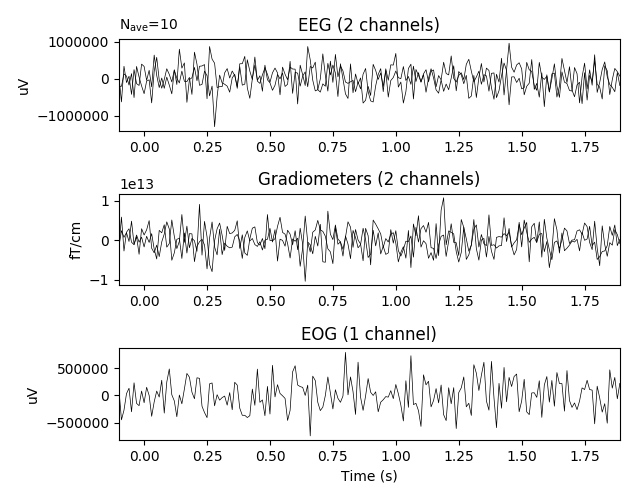 N_ave=10
EEG (2 channels)
1000000
0
−1000000
uV
0.00 0.25 0.50 0.75 1.00 1.25 1.50 1.75
1e13
Gradiometers (2 channels)
1
0
−1
fT/cm
0.00 0.25 0.50 0.75 1.00 1.25 1.50 1.75
EOG (1 channel)
500000
0
−500000
uV
0.00 0.25 0.50 0.75 1.00 1.25 1.50 1.75
Time (s)